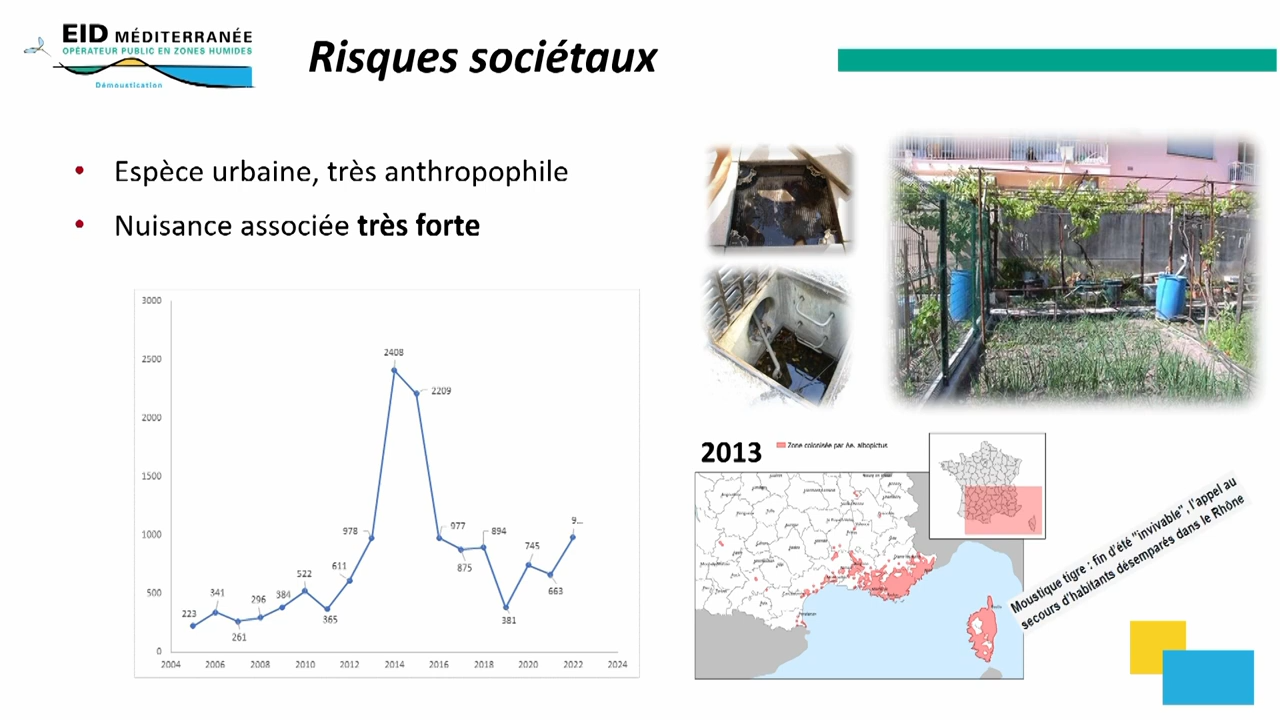 EID MÉDITERRANÉE
OPÉRATEUR PUBLIC EN ZONES HUMIDES
Démoustication
Risques sociétaux
• Espèce urbaine, très anthropophile
• Nuisance associée très forte
3000
2500
2000
1500
1000
500
0
2004 2006 2008 2010 2012 2014 2016 2018 2020 2022 2024
223
341
261
296
384
522
365
611
978
2408
2209
977
875
894
381
745
663
9...
2013
Zone colonisée par Ae. albopictus
Moustique tigre : fin d'été "invivable", l'appel au
secours d'habitants désemparés dans le Rhône